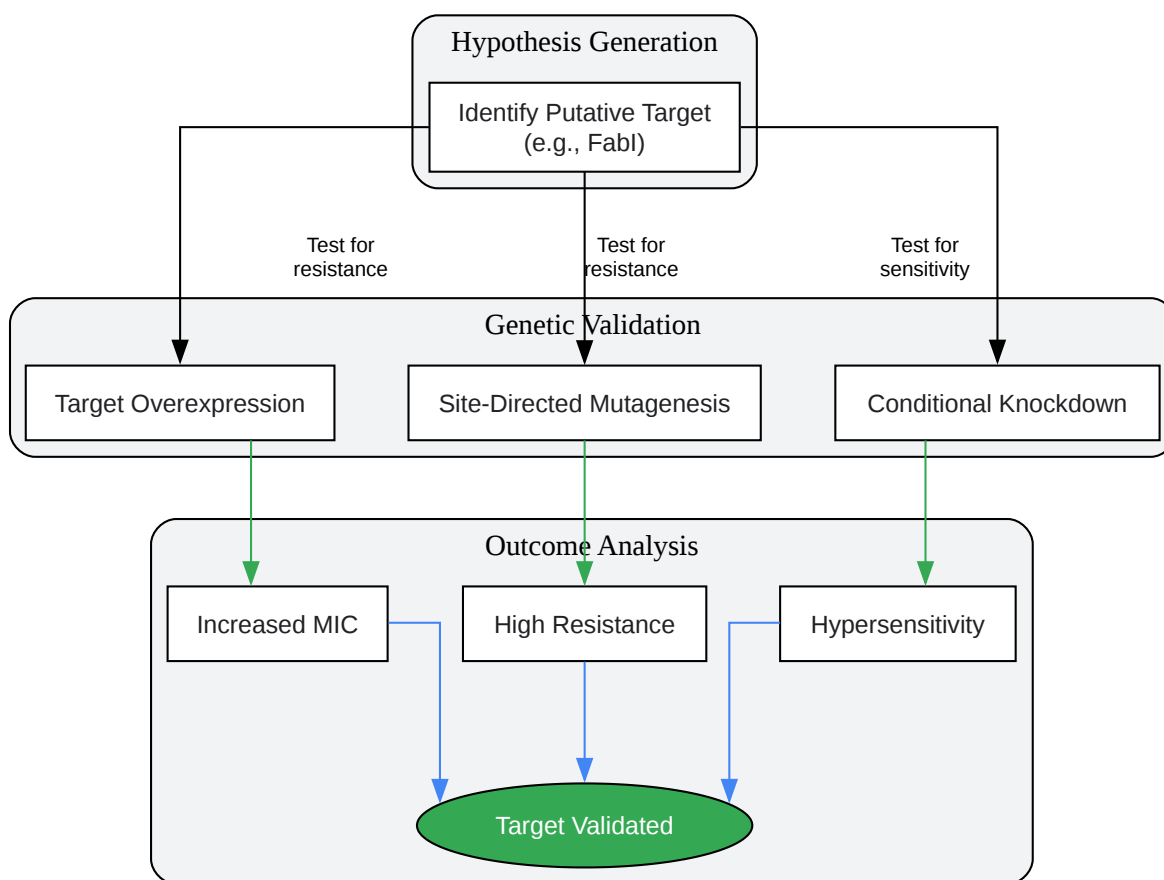 Hypothesis Generation
Identify Putative Target
(e.g., FabI)
Test for
resistance
Test for
resistance
Test for
sensitivity
Genetic Validation
Target Overexpression
Site-Directed Mutagenesis
Conditional Knockdown
Outcome Analysis
Increased MIC
High Resistance
Hypersensitivity
Target Validated